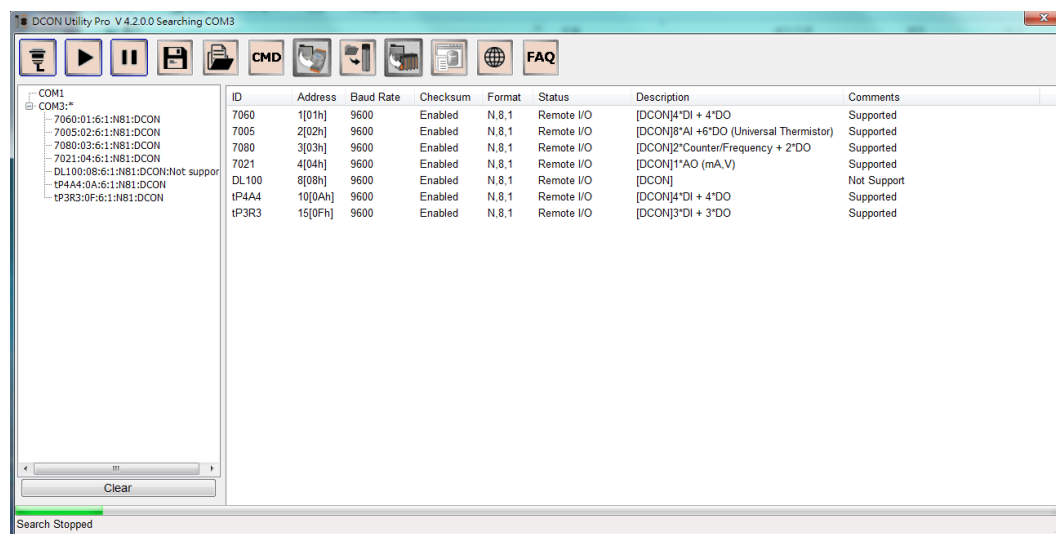 DCON Utility Pro V 4.2.0.0 Searching COM3
CMD FAQ
COM1
COM3:*
7060:01:6:1:N81:DCON
7005:02:6:1:N81:DCON
7080:03:6:1:N81:DCON
7021:04:6:1:N81:DCON
DL100:08:6:1:N81:DCON:Not suppor
tP4A4:0A:6:1:N81:DCON
tP3R3:0F:6:1:N81:DCON
Clear
ID Address Baud Rate Checksum Format Status Description Comments
7060 1[01h] 9600 Enabled N,8,1 Remote I/O [DCON]4*DI + 4*DO Supported
7005 2[02h] 9600 Enabled N,8,1 Remote I/O [DCON]8*AI +6*DO (Universal Thermistor) Supported
7080 3[03h] 9600 Enabled N,8,1 Remote I/O [DCON]2*Counter/Frequency + 2*DO Supported
7021 4[04h] 9600 Enabled N,8,1 Remote I/O [DCON]1*AO (mA,V) Supported
DL100 8[08h] 9600 Enabled N,8,1 Remote I/O [DCON] Not Support
tP4A4 10[0Ah] 9600 Enabled N,8,1 Remote I/O [DCON]4*DI + 4*DO Supported
tP3R3 15[0Fh] 9600 Enabled N,8,1 Remote I/O [DCON]3*DI + 3*DO Supported
Search Stopped